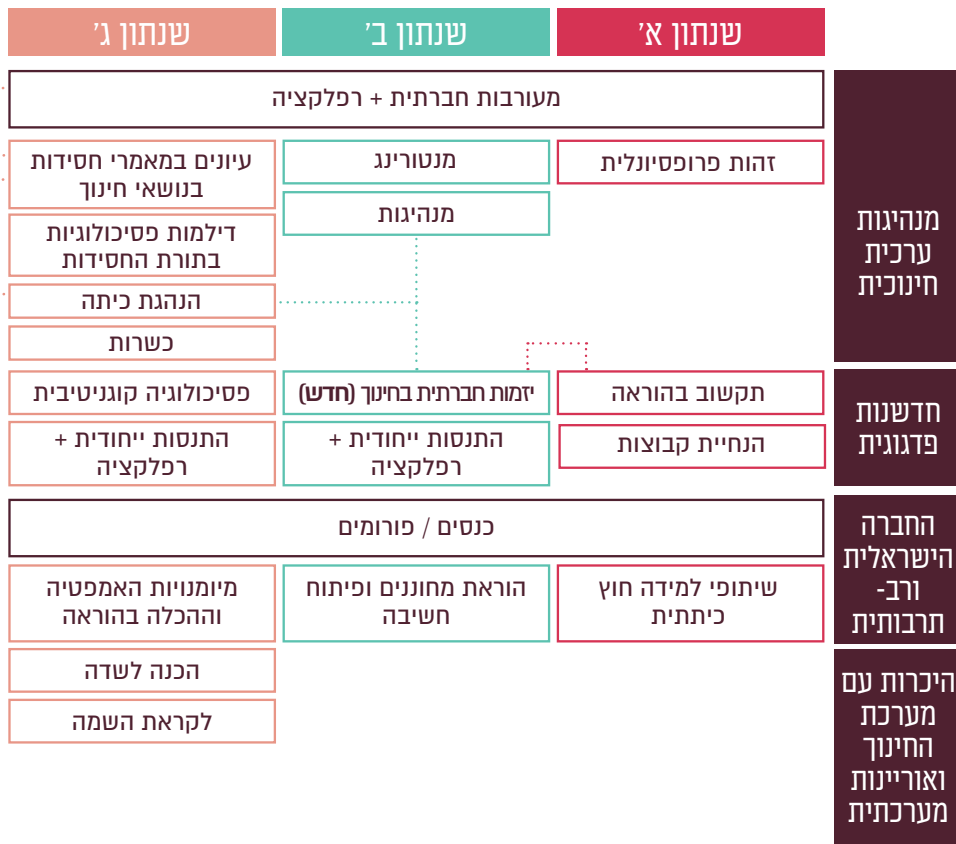 שנתון א'
שנתון ב'
שנתון ג'
מנהיגות
ערכית
חינוכית
מעורבות חברתית + רפלקציה
זהות פרופסיונלית
מנטורינג
מנהיגות
עיונים במאמרי חסידות
בנושאי חינוך
דילמות פסיכולוגיות
בתורת החסידות
הנהגת כיתה
כשרות
חדשנות
פדגוגית
תקשוב בהוראה
הנחיית קבוצות
יזמות חברתית בחינוך (חדש)
התנסות ייחודית +
רפלקציה
פסיכולוגיה קוגניטיבית
התנסות ייחודית +
רפלקציה
החברה
הישראלית
ורב-
תרבותית
כנסים / פורומים
שיתופי למידה חוץ
כיתתית
הוראת מחוננים ופיתוח
חשיבה
מיומנויות האמפטיה
וההכלה בהוראה
היכרות עם
מערכת
החינוך
ואוריינות
מערכתית
הכנה לשדה
לקראת השמה